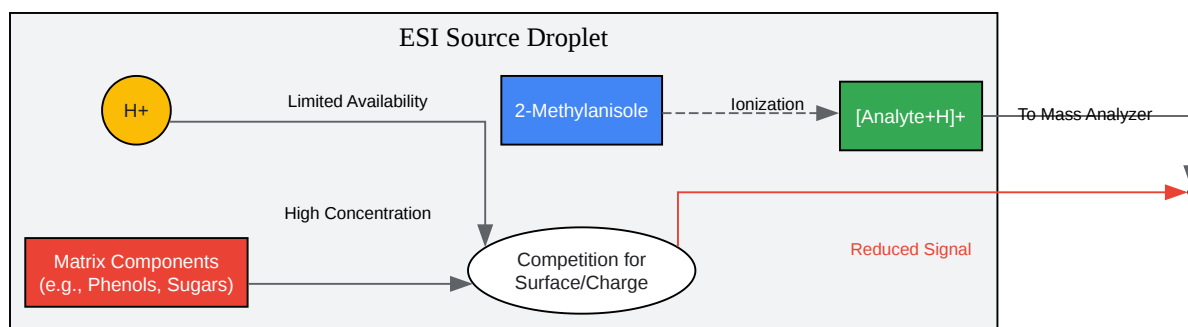 ESI Source Droplet
H+
Limited Availability
2-Methylanisole
Ionization
[Analyte+H]+
To Mass Analyzer
High Concentration
Matrix Components
(e.g., Phenols, Sugars)
Competition for
Surface/Charge
Reduced Signal